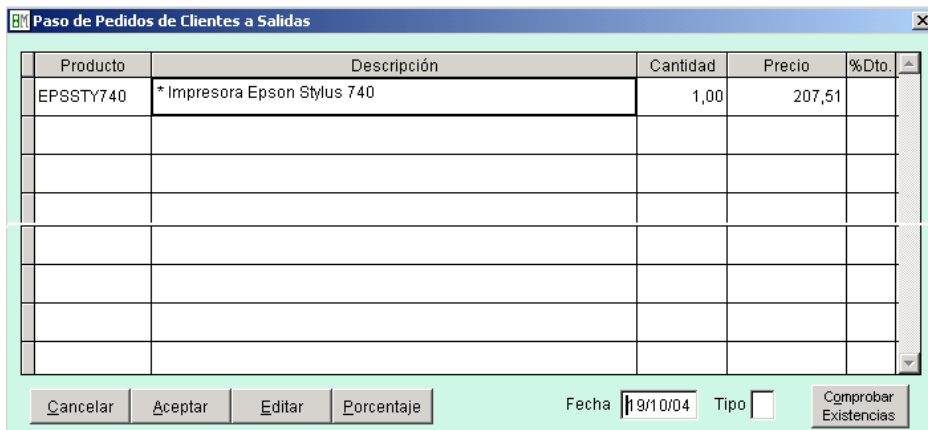 Paso de Pedidos de Clientes a Salidas
Producto Descripción Cantidad Precio %Dto.
EPSSTY740 * Impresora Epson Stylus 740 1,00 207,51
Cancelar Aceptar Editar Porcentaje Fecha 19/10/04 Tipo Comprobar
Existencias